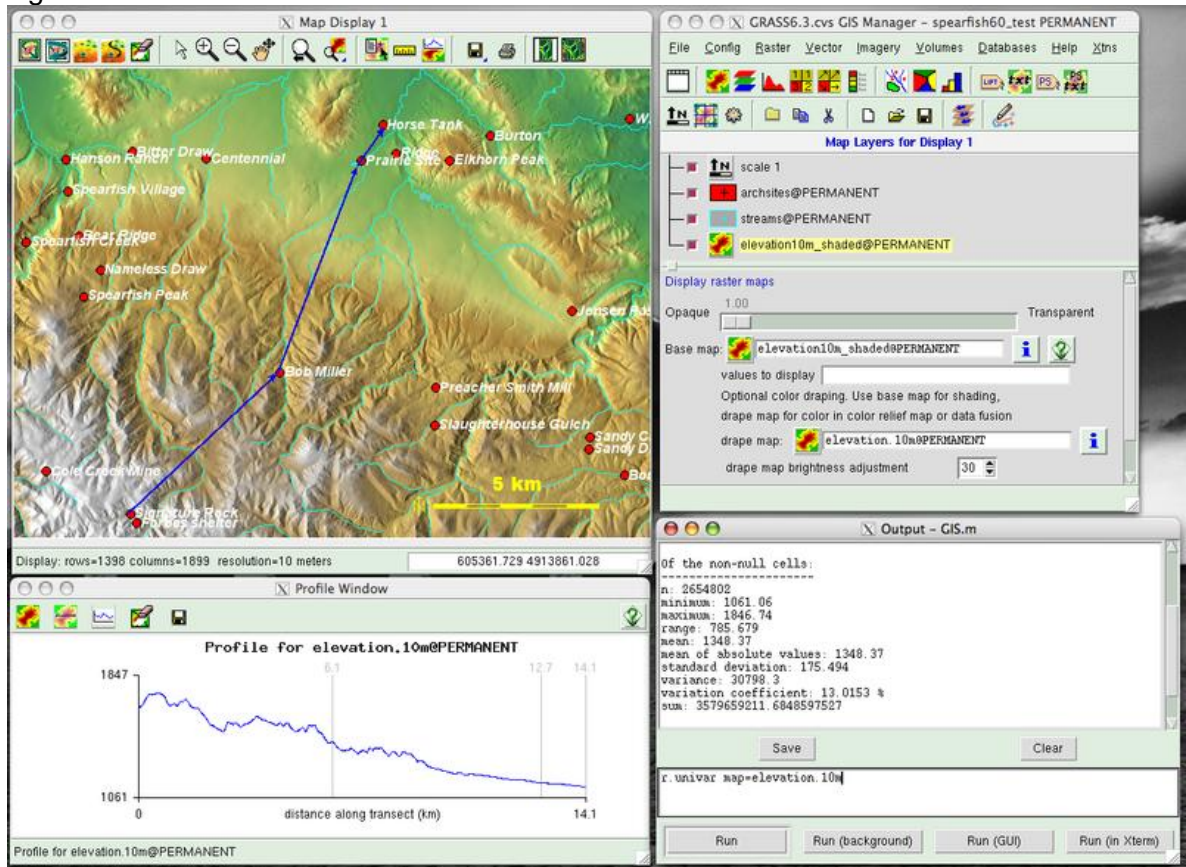 Map Display 1
Horse Tank
Burton
W
Bitter Draw
Ridge
Hanson Ranch
Centennial
Prairie Site
Elkhorn Peak
Spearfish Village
Bear Ridge
Spearfish Creek
Nameless Draw
Spearfish Peak
Jensen Ras
Bob Miller
Preacher Smith Mill
Slaughterhouse Gulch
Sandy C
Sandy D
Cole Creek Mine
Bo
5 km
Signature Rock
Forbes shelter
Display: rows=1398 columns=1899 resolution=10 meters
605361.729 4913861.028
GRASS6.3.cvs GIS Manager - spearfish60_test PERMANENT
File Config Raster Vector Imagery Volumes Databases Help Xtns
Map Layers for Display 1
scale 1
archsites@PERMANENT
streams@PERMANENT
elevation10m_shaded@PERMANENT
Display raster maps
1.00
Opaque Transparent
Base map: elevation10m_shaded@PERMANENT
values to display
Optional color draping. Use base map for shading,
drape map for color in color relief map or data fusion
drape map: elevation.10m@PERMANENT
drape map brightness adjustment 30
Profile Window
Profile for elevation.10m@PERMANENT
6.1 12.7 14.1
1847
1061
0 distance along transect (km) 14.1
Profile for elevation.10m@PERMANENT
Output - GIS.m
Of the non-null cells:
----------------------
n: 2654802
minimum: 1061.06
maximum: 1846.74
range: 785.679
mean: 1348.37
mean of absolute values: 1348.37
standard deviation: 175.494
variance: 30798.3
variation coefficient: 13.0153 %
sum: 3579659211.6848597527
Save Clear
r.univar map=elevation.10m
Run Run (background) Run (GUI) Run (in Xterm)